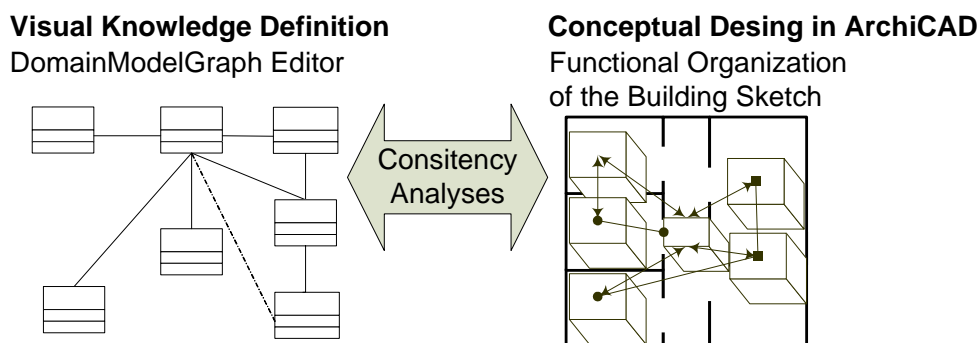 Visual Knowledge Definition
DomainModelGraph Editor
Conceptual Desing in ArchiCAD
Functional Organization
of the Building Sketch
Consitency
Analyses